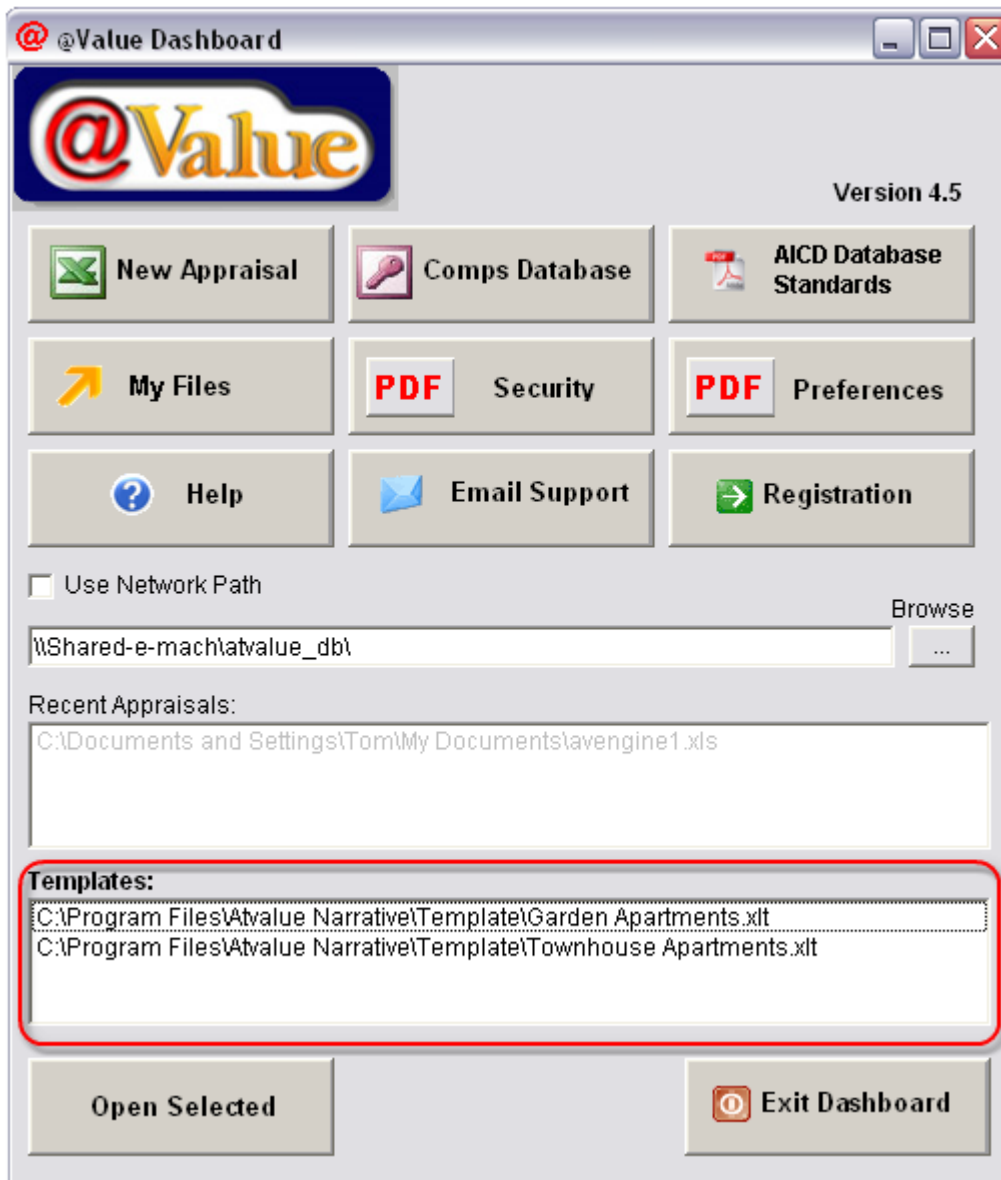 @ @Value Dashboard
@Value
Version 4.5
New Appraisal
Comps Database
AICD Database
Standards
My Files
PDF Security
PDF Preferences
? Help
Email Support
Registration
Use Network Path
Browse
\\Shared-e-mach\atvalue_db\
...
Recent Appraisals:
C:\Documents and Settings\Tom\My Documents\avengine1.xls
Templates:
C:\Program Files\Atvalue Narrative\Template\Garden Apartments.xlt
C:\Program Files\Atvalue Narrative\Template\Townhouse Apartments.xlt
Open Selected
Exit Dashboard